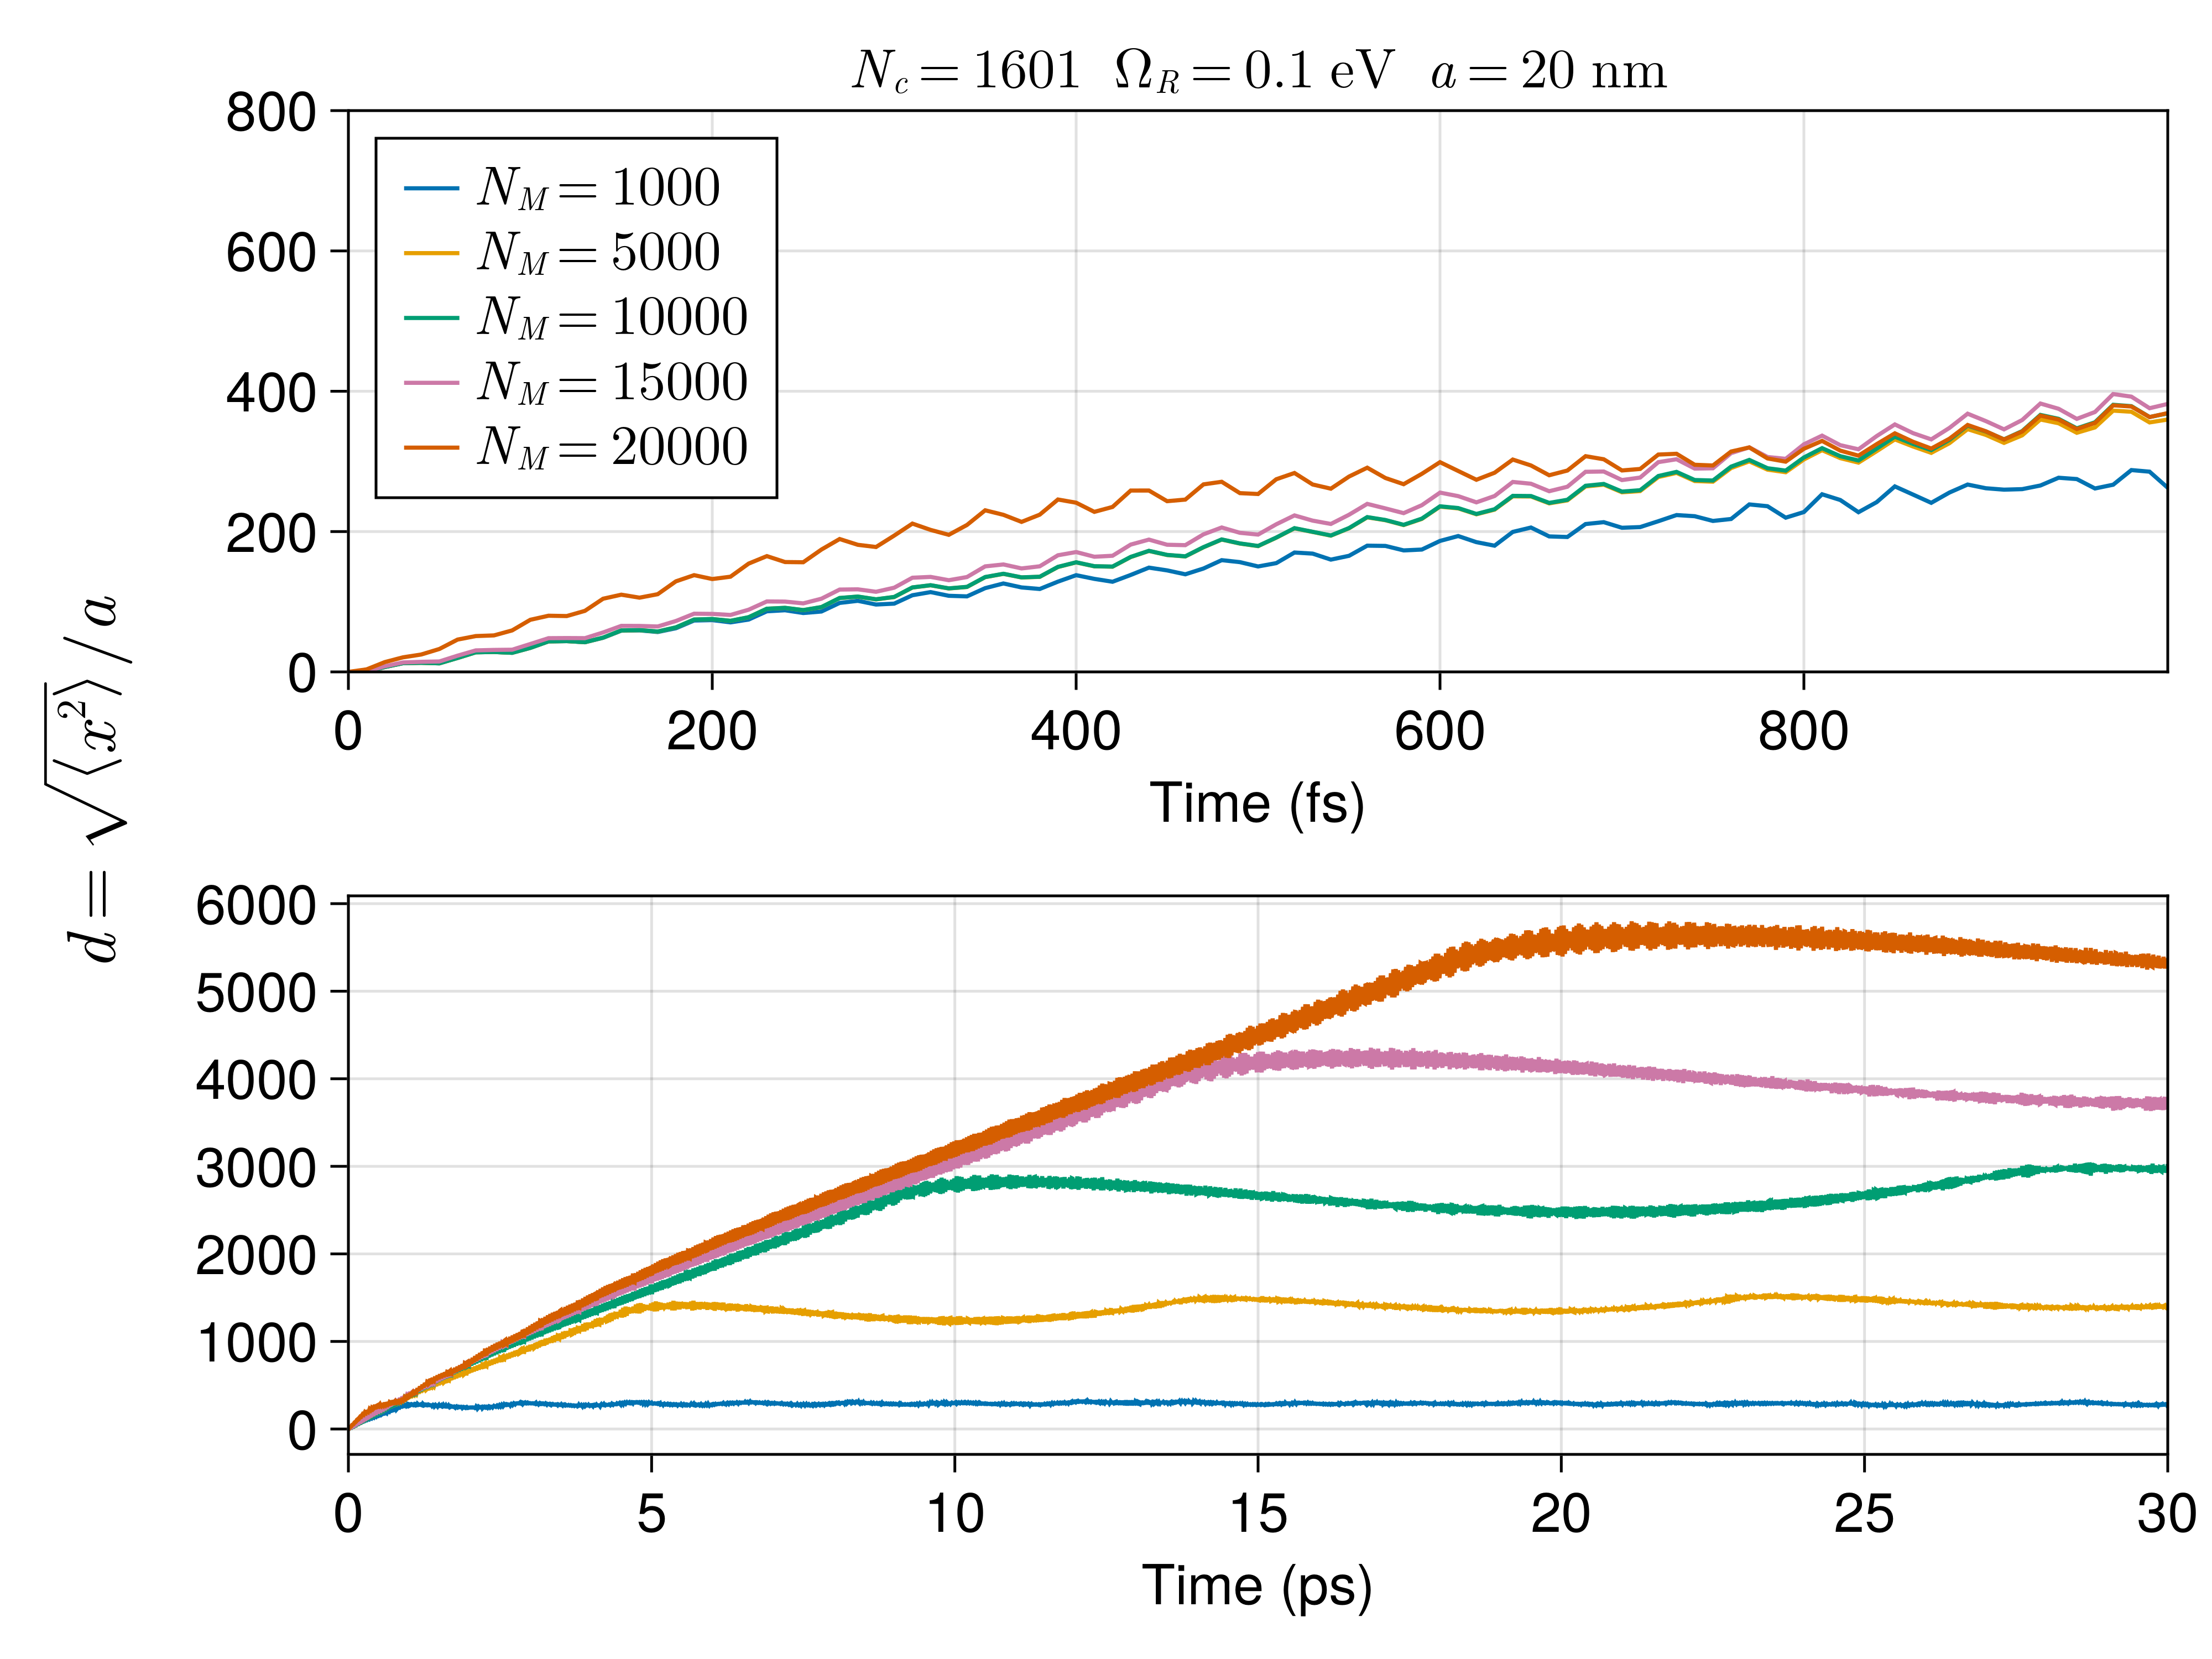 N_c = 1601 Ω_R = 0.1 eV a = 20 nm
800
600
400
200
0
N_M = 1000
N_M = 5000
N_M = 10000
N_M = 15000
N_M = 20000
0 200 400 600 800
Time (fs)
d = √⟨x²⟩ / a
6000
5000
4000
3000
2000
1000
0
0 5 10 15 20 25 30
Time (ps)